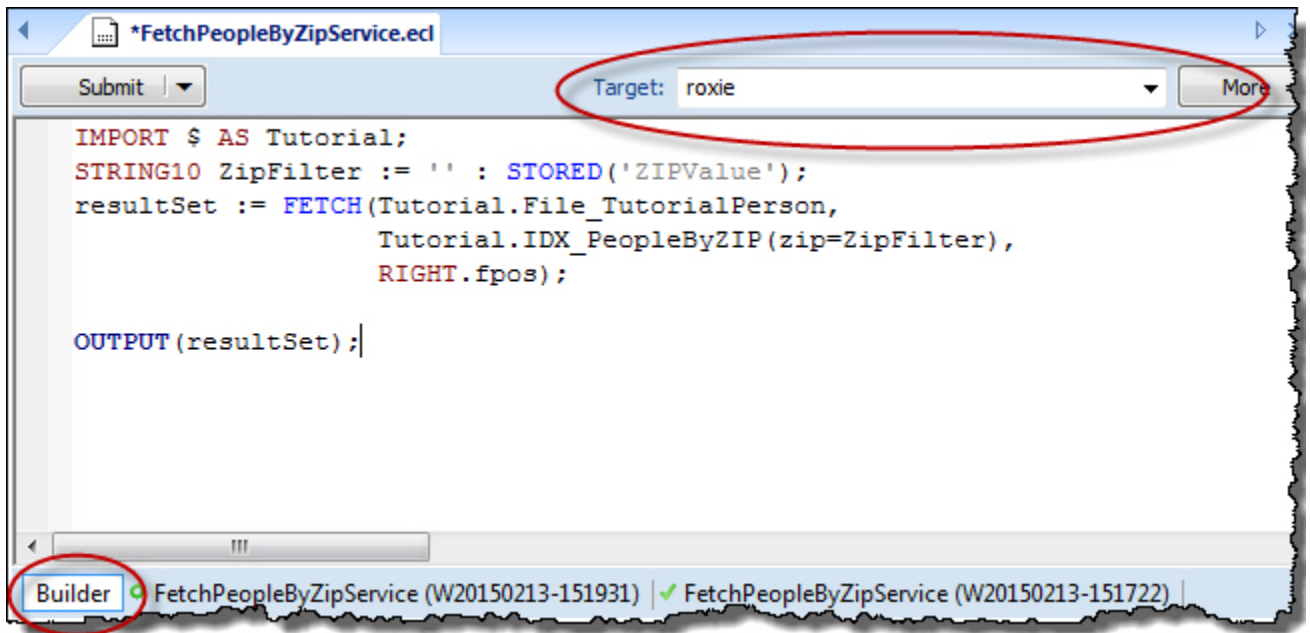 *FetchPeopleByZipService.ecl
Submit Target: roxie More
IMPORT $ AS Tutorial;
STRING10 ZipFilter := '' : STORED('ZIPValue');
resultSet := FETCH(Tutorial.File_TutorialPerson,
Tutorial.IDX_PeopleByZIP(zip=ZipFilter),
RIGHT.fpos);
OUTPUT(resultSet);
Builder FetchPeopleByZipService (W20150213-151931) FetchPeopleByZipService (W20150213-151722)